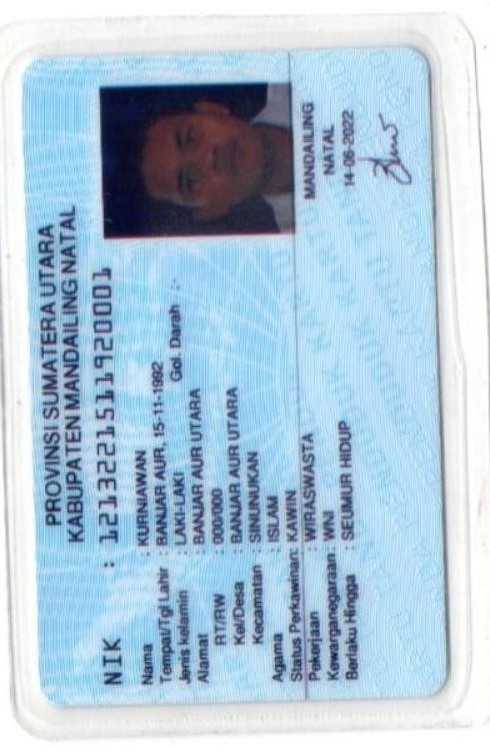 PROVINSI SUMATERA UTARA
KABUPATEN MANDAILING NATAL
NIK : 1213221511920001
Nama : KURNIAWAN
Tempat/Tgl Lahir : BANJAR AUR, 15-11-1992
Jenis kelamin : LAKI-LAKI Gol. Darah :-
Alamat : BANJAR AUR UTARA
RT/RW : 000/000
Kel/Desa : BANJAR AUR UTARA
Kecamatan : SINUNUKAN
Agama : ISLAM
Status Perkawinan: KAWIN
Pekerjaan : WIRASWASTA
Kewarganegaraan: WNI
Berlaku Hingga : SEUMUR HIDUP
MANDAILING
NATAL
14-06-2022